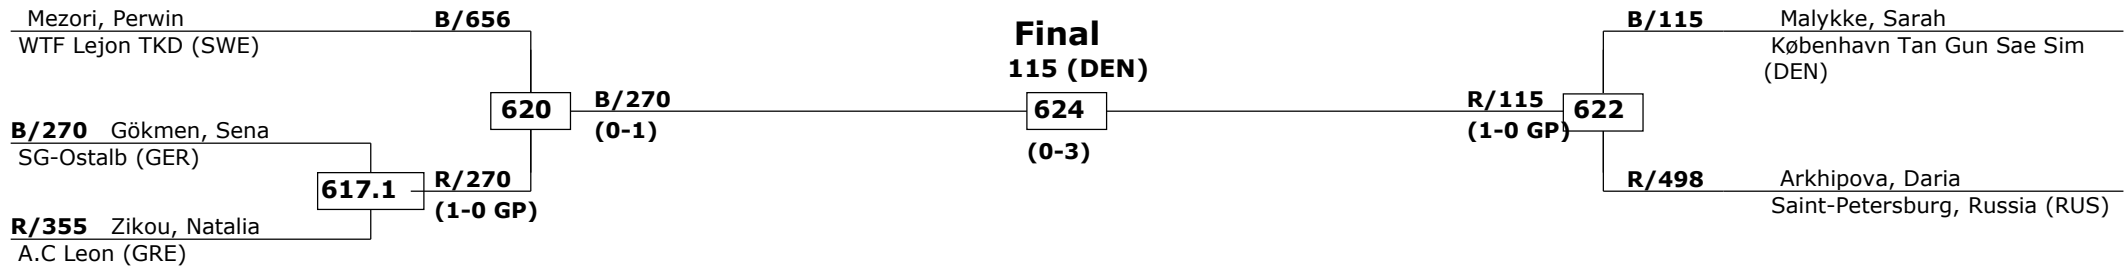 Mezori, Perwin
B/656
WTF Lejon TKD (SWE)
B/270 Gökmen, Sena
SG-Ostalb (GER)
617.1
R/355 Zikou, Natalia
A.C Leon (GRE)
R/270
(1-0 GP)
620
B/270
(0-1)
Final
115 (DEN)
624
(0-3)
R/115
(1-0 GP)
622
B/115 Malykke, Sarah
København Tan Gun Sae Sim
(DEN)
R/498 Arkhipova, Daria
Saint-Petersburg, Russia (RUS)